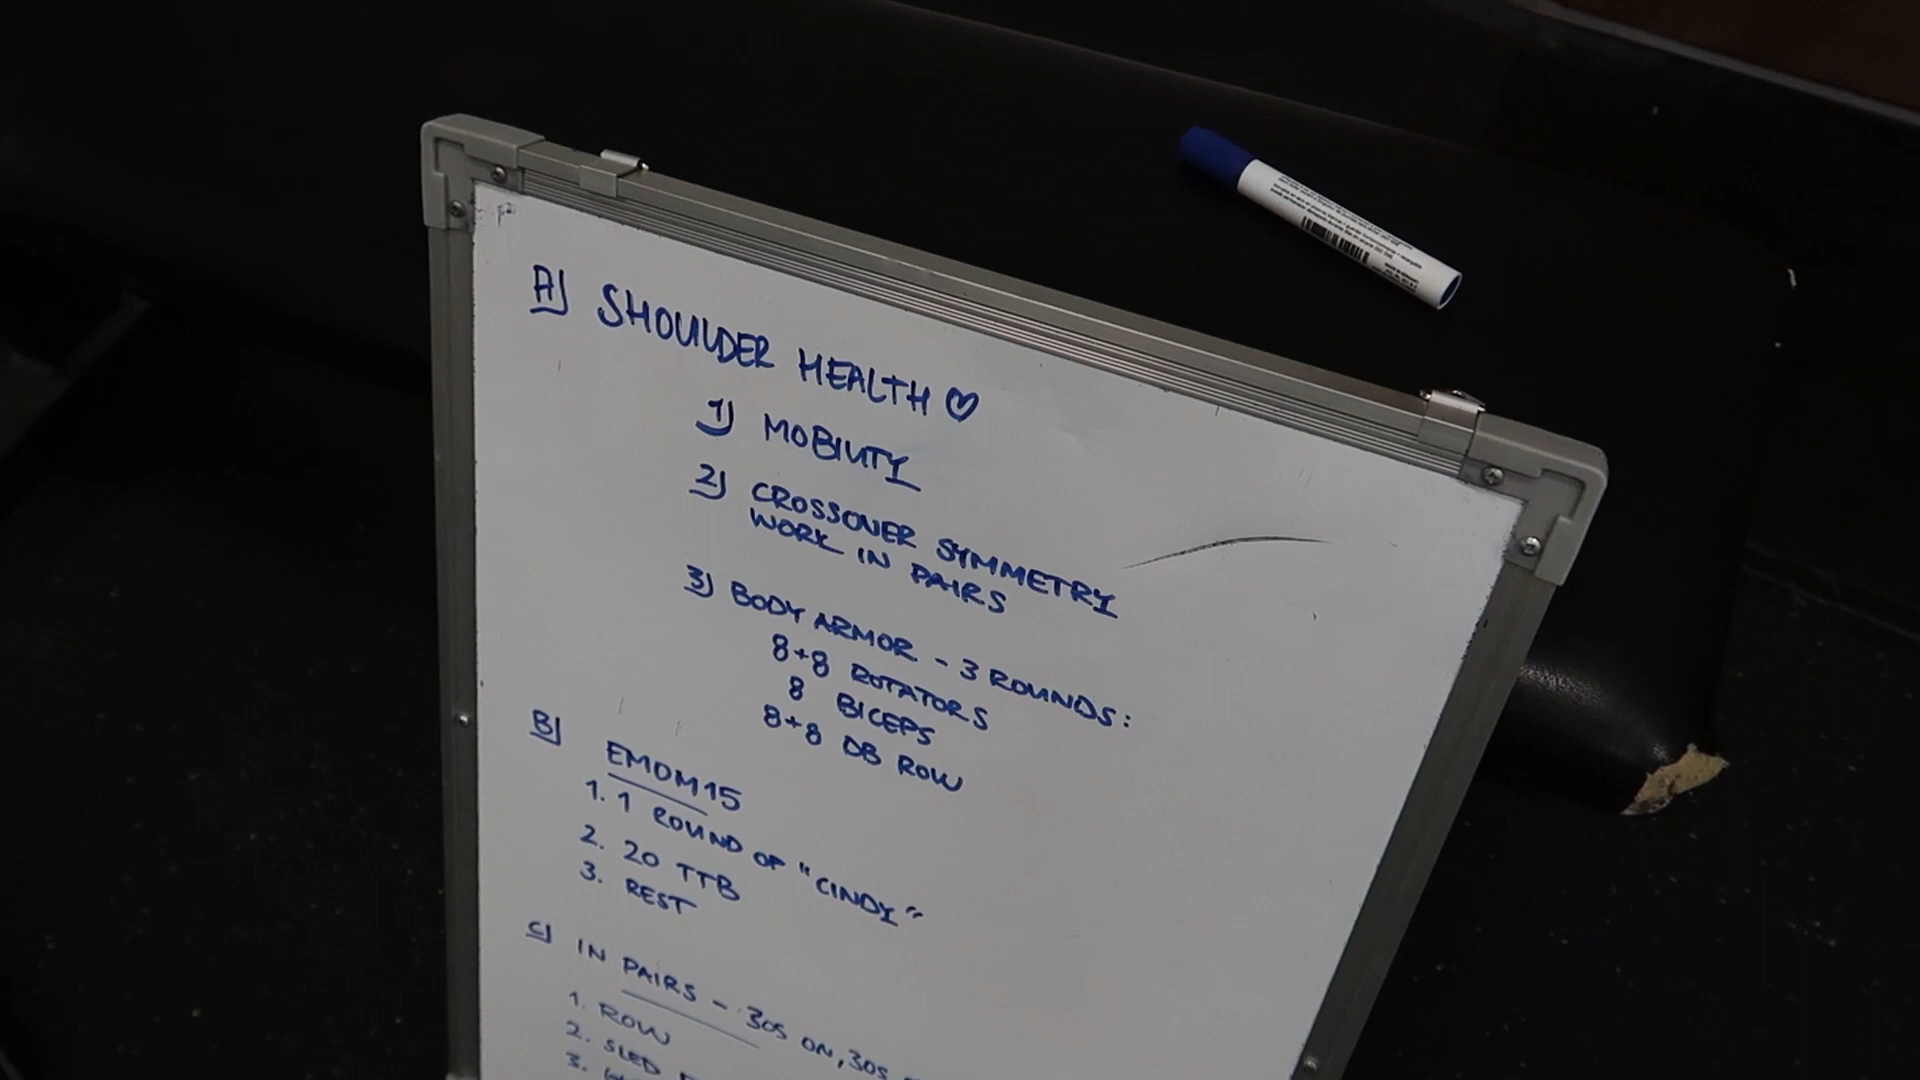 A) SHOULDER HEALTH ♡
1) MOBILITY
2) CROSSOVER SYMMETRY
WORK IN PAIRS
3) BODY ARMOR - 3 ROUNDS:
8+8 ROTATORS
8 BICEPS
8+8 DB ROW
B) EMOM15
1. 1 ROUND OF "CINDY"
2. 20 TTB
3. REST
C) IN PAIRS - 30S ON, 30S
1. ROW
2. SLED
3.